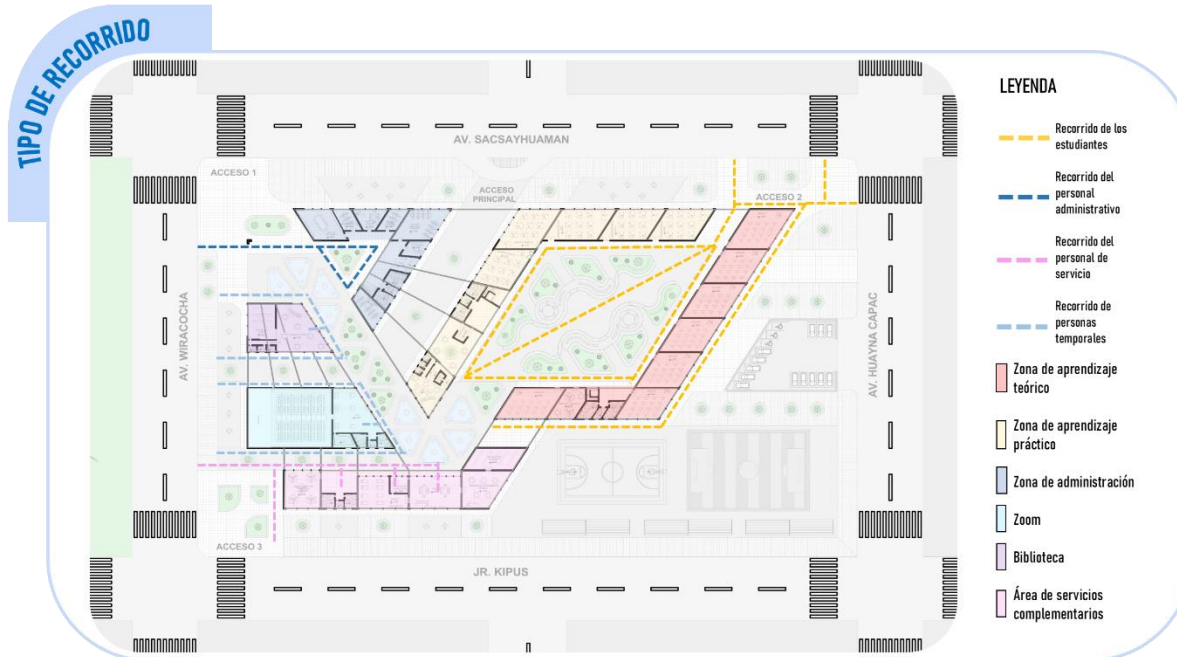 TIPO DE RECORRIDO
AV. SACSAYHUAMAN
ACCESO 1
ACCESO
PRINCIPAL
ACCESO 2
AV. WIRACOCHA
AV. HUAYNA CAPAC
ACCESO 3
JR. KIPUS
LEYENDA
Recorrido de los
estudiantes
Recorrido del
personal
administrativo
Recorrido del
personal de
servicio
Recorrido de
personas
temporales
Zona de aprendizaje
teórico
Zona de aprendizaje
práctico
Zona de administración
Zoom
Biblioteca
Área de servicios
complementarios